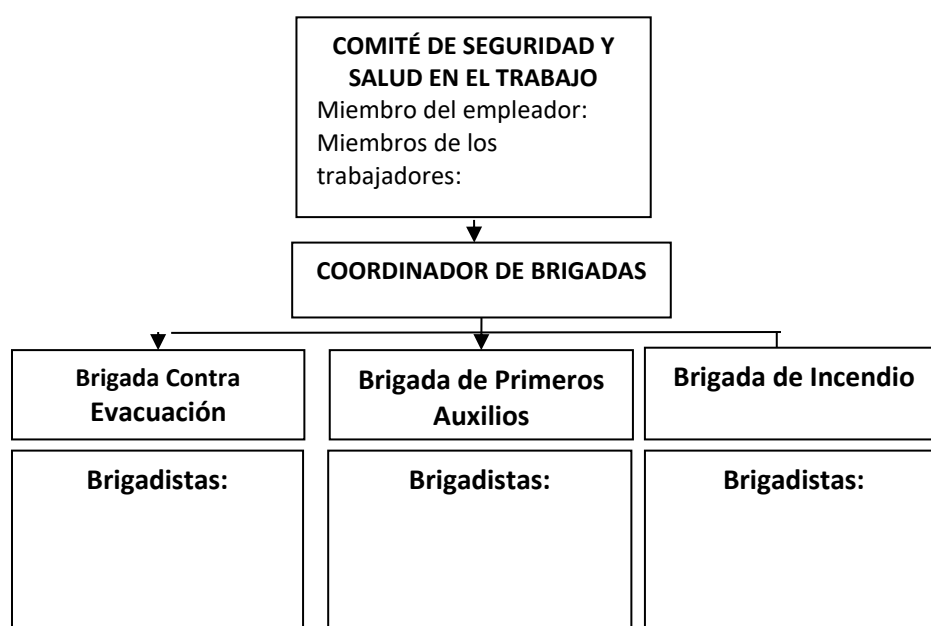 COMITÉ DE SEGURIDAD Y
SALUD EN EL TRABAJO
Miembro del empleador:
Miembros de los
trabajadores:
COORDINADOR DE BRIGADAS
Brigada Contra
Evacuación
Brigada de Primeros
Auxilios
Brigada de Incendio
Brigadistas:
Brigadistas:
Brigadistas: